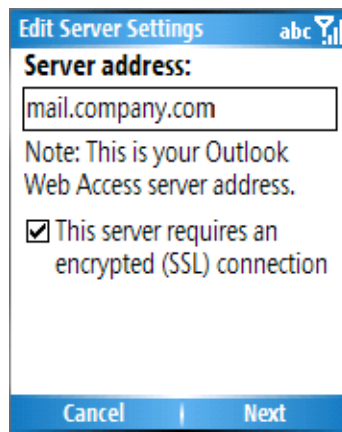 Edit Server Settings abc
Server address:
mail.company.com
Note: This is your Outlook
Web Access server address.
This server requires an
encrypted (SSL) connection
Cancel Next